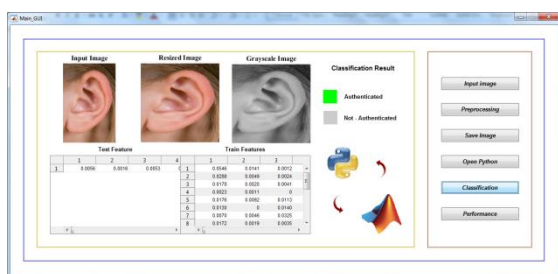 Main_GUI
Input Image
Resized Image
Grayscale Image
Classification Result
Authenticated
Not - Authenticated
Test Feature
1 2 3 4
1 0.0056 0.0016 0.0053
Train Features
1 2 3
1 0.0546 0.0141 0.0012
2 0.0288 0.0049 0.0024
3 0.0178 0.0020 0.0041
4 0.0023 0.0011 0
5 0.0176 0.0092 0.0113
6 0.0139 0 0.0140
7 0.0070 0.0046 0.0325
8 0.0172 0.0019 0.0035
Input image
Preprocessing
Save Image
Open Python
Classification
Performance